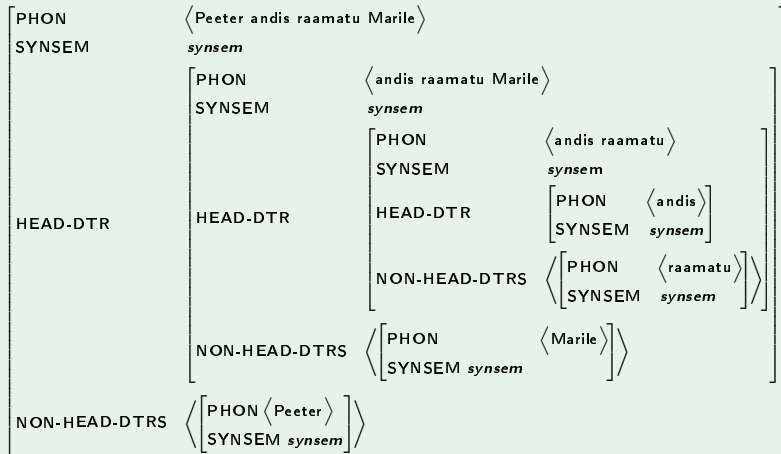 PHON ⟨Peeter andis raamatu Marile⟩
SYNSEM synsem
PHON ⟨andis raamatu Marile⟩
SYNSEM synsem
PHON ⟨andis raamatu⟩
SYNSEM synsem
HEAD-DTR HEAD-DTR HEAD-DTR [PHON ⟨andis⟩
SYNSEM synsem]
NON-HEAD-DTRS ⟨[PHON ⟨raamatu⟩
SYNSEM synsem]⟩
NON-HEAD-DTRS ⟨[PHON ⟨Marile⟩
SYNSEM synsem]⟩
NON-HEAD-DTRS ⟨[PHON ⟨Peeter⟩
SYNSEM synsem]⟩